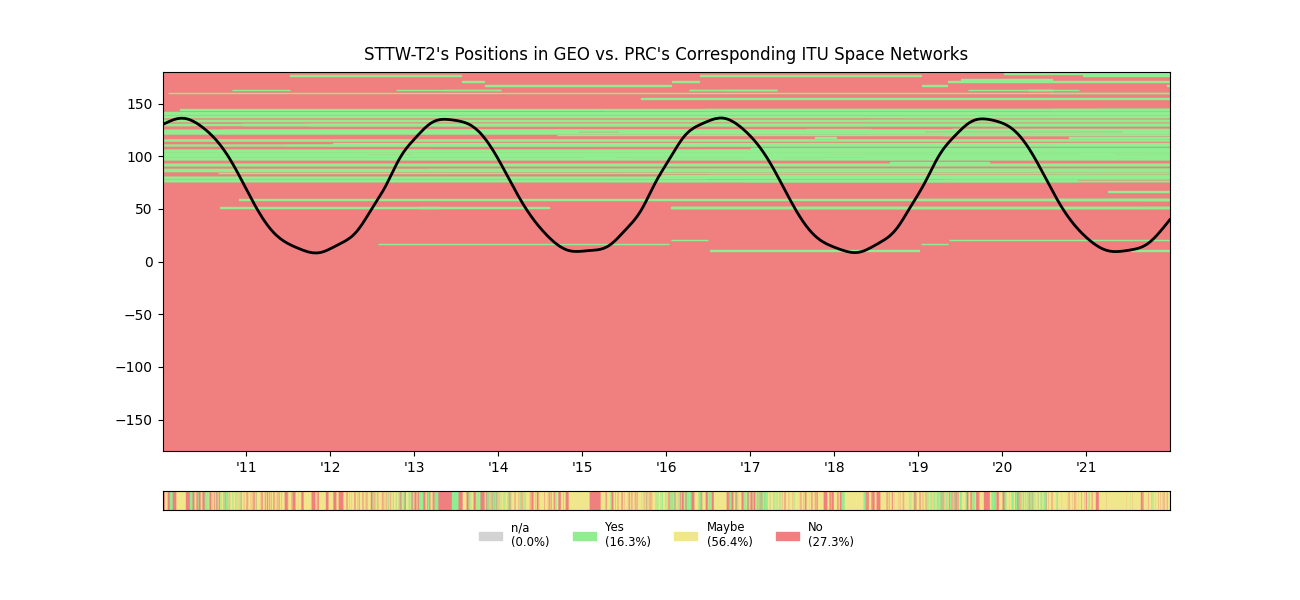 STTW-T2's Positions in GEO vs. PRC's Corresponding ITU Space Networks
150
100
50
0
−50
−100
−150
'11 '12 '13 '14 '15 '16 '17 '18 '19 '20 '21
n/a Yes Maybe No
(0.0%) (16.3%) (56.4%) (27.3%)